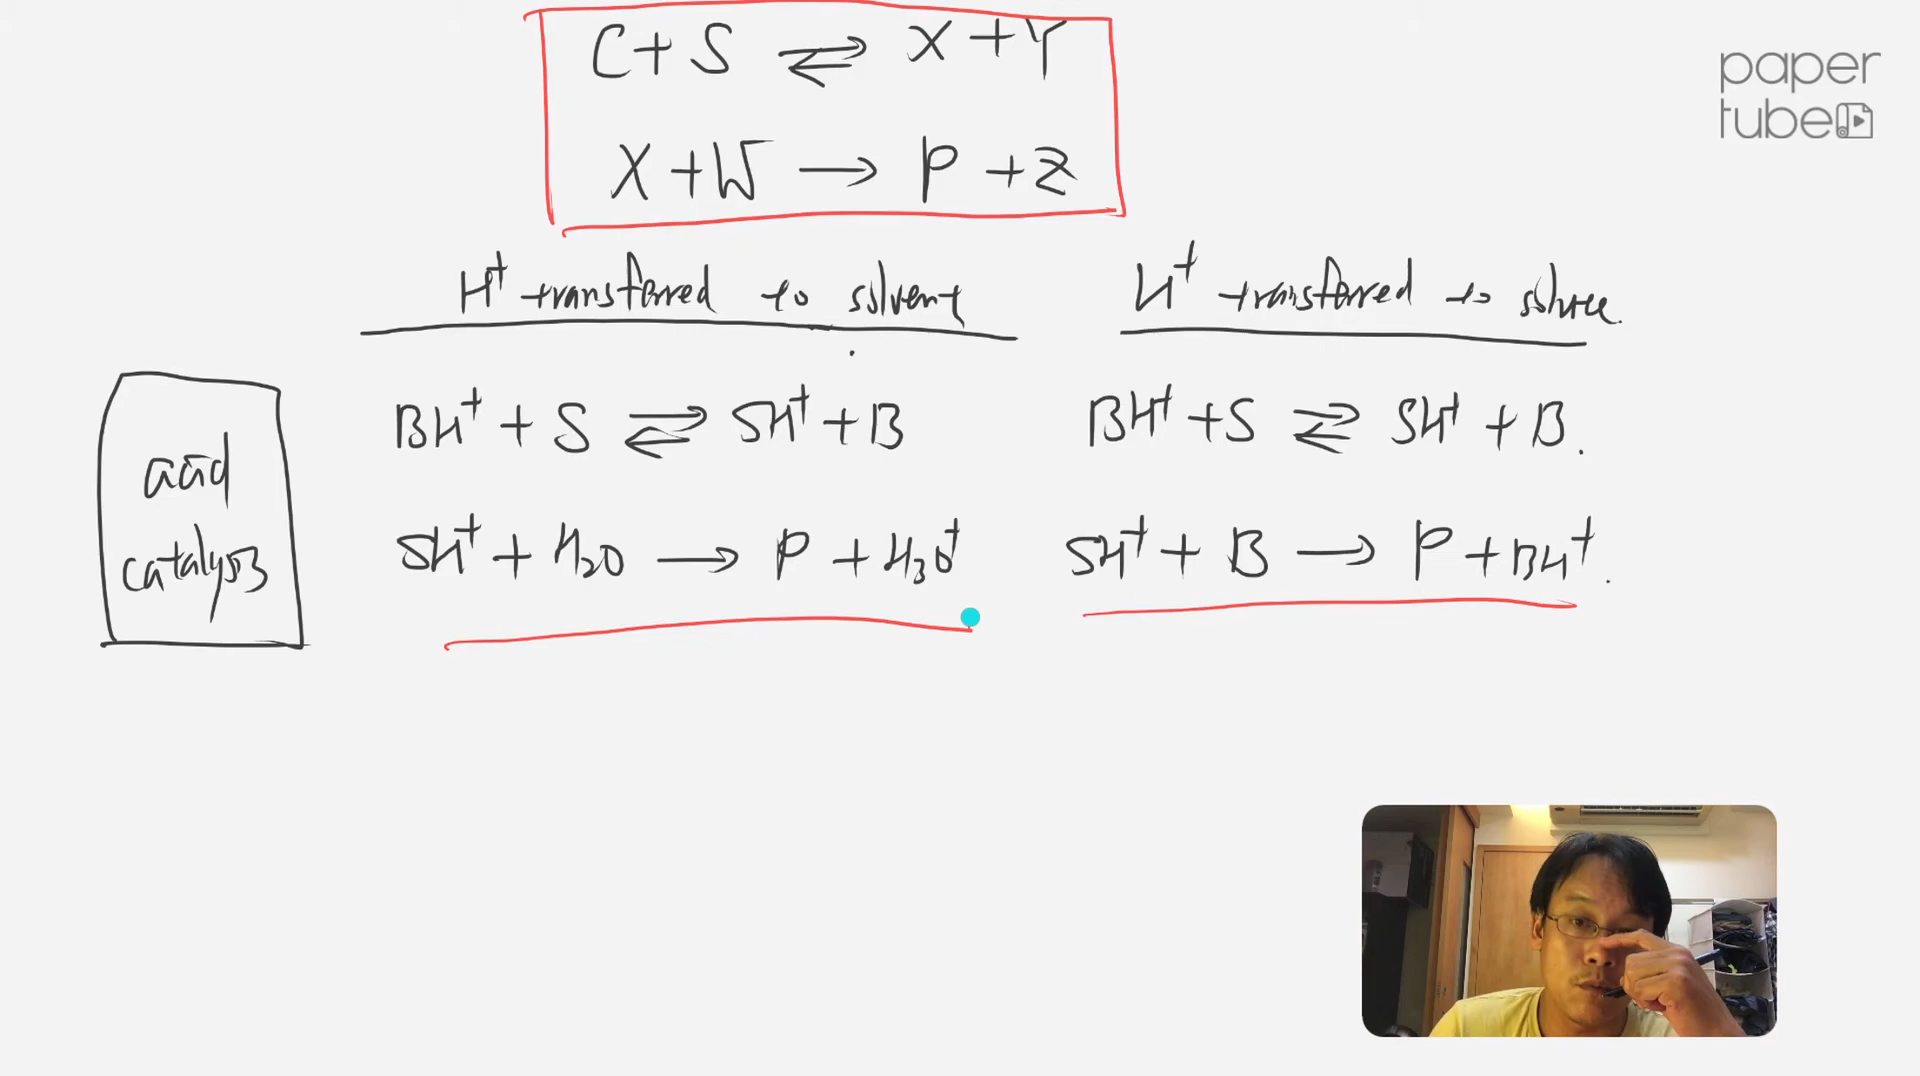 C + S ⇌ X + Y
X + W → P + Z
paper
tube
H⁺ transferred to solvent
H⁺ transferred to solute.
acid
catalysis
BH⁺ + S ⇌ SH⁺ + B
SH⁺ + H₂O → P + H₃O⁺
BH⁺ + S ⇌ SH⁺ + B.
SH⁺ + B → P + BH⁺.